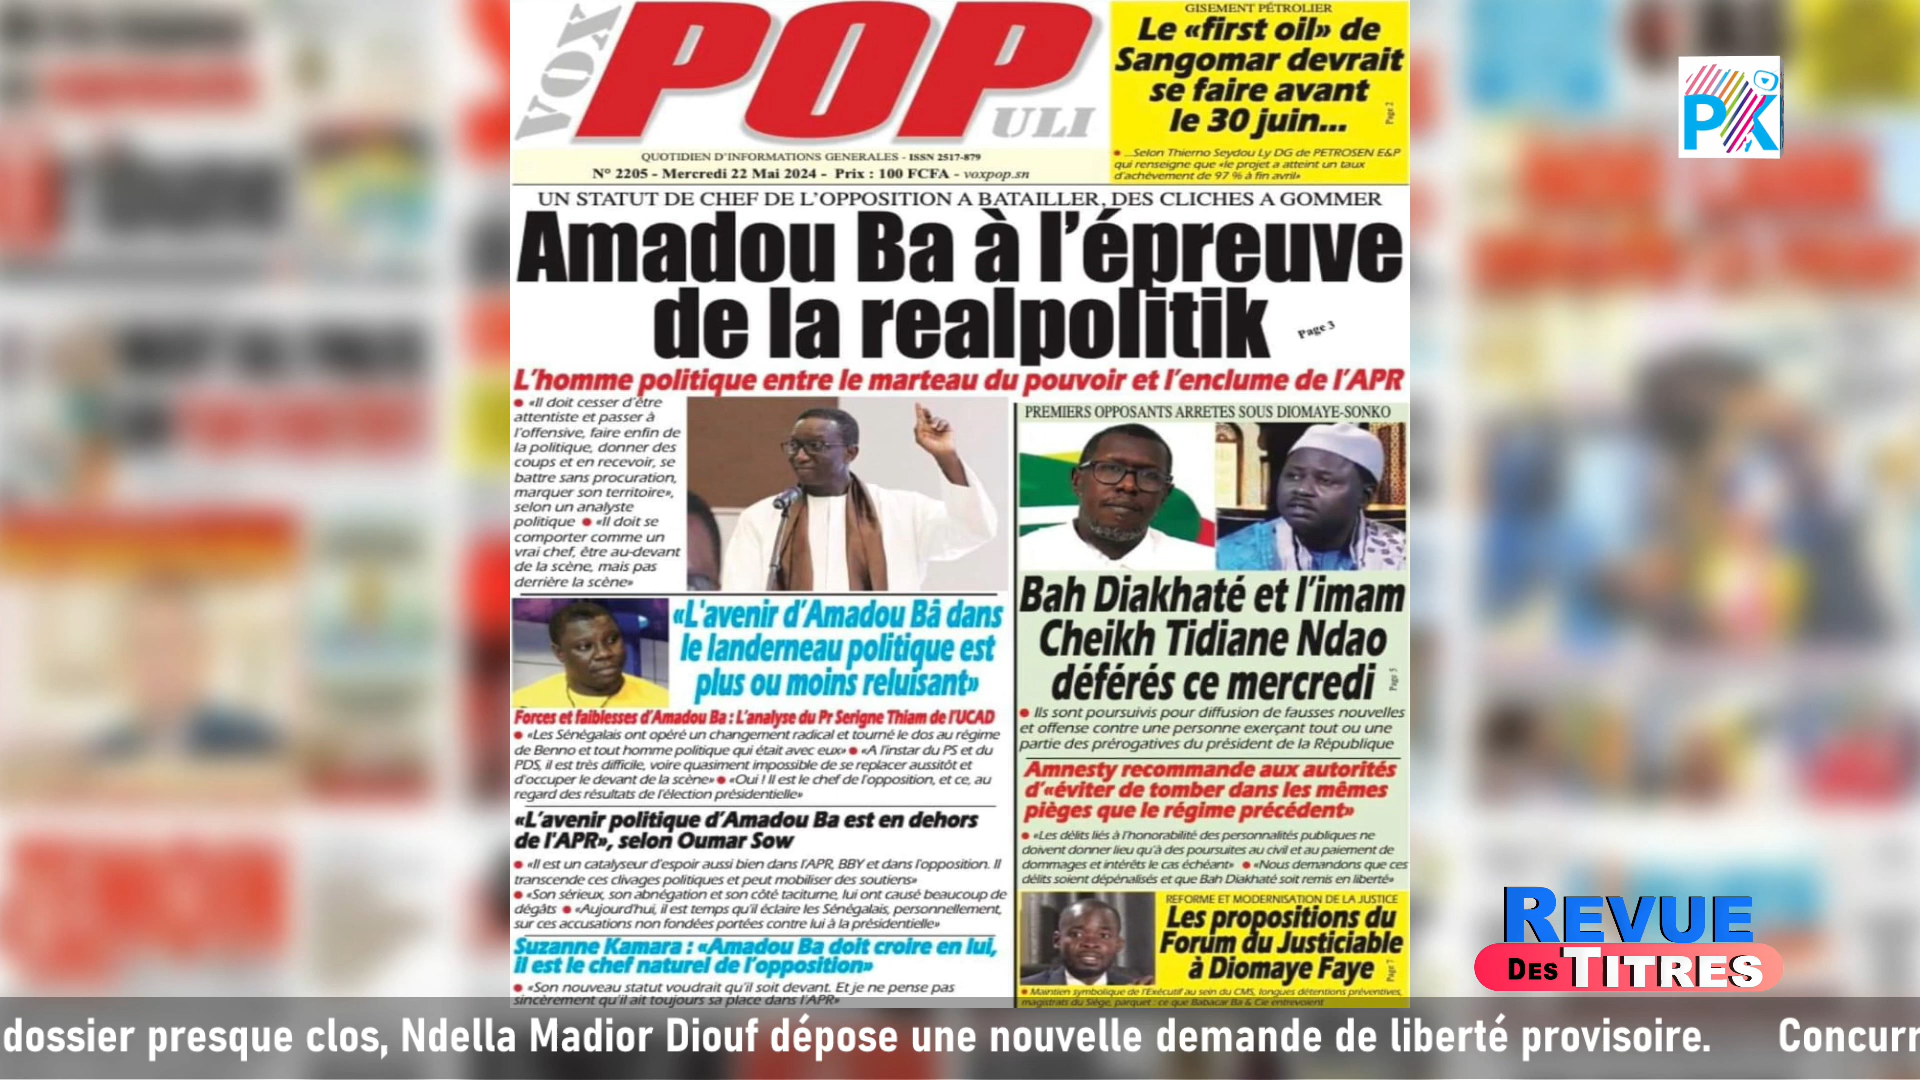 VOX POPULI
GISEMENT PÉTROLIER
Le «first oil» de
Sangomar devrait
se faire avant
le 30 juin...
Page 2
● ...Selon Thierno Seydou Ly DG de PETROSEN E&P
qui renseigne que «le projet a atteint un taux
d'achèvement de 97 % à fin avril»
QUOTIDIEN D'INFORMATIONS GENERALES - ISSN 2517-879
N° 2205 - Mercredi 22 Mai 2024 - Prix : 100 FCFA - voxpop.sn
PK
UN STATUT DE CHEF DE L'OPPOSITION A BATAILLER, DES CLICHES A GOMMER
Amadou Ba à l'épreuve
de la realpolitik
Page 3
L'homme politique entre le marteau du pouvoir et l'enclume de l'APR
● «Il doit cesser d'être
attentiste et passer à
l'offensive, faire enfin de
la politique, donner des
coups et en recevoir, se
battre sans procuration,
marquer son territoire»,
selon un analyste
politique ● «Il doit se
comporter comme un
vrai chef, être au-devant
de la scène, mais pas
derrière la scène»
«L'avenir d'Amadou Bâ dans
le landerneau politique est
plus ou moins reluisant»
Forces et faiblesses d'Amadou Ba : L'analyse du Pr Serigne Thiam de l'UCAD
● «Les Sénégalais ont opéré un changement radical et tourné le dos au régime
de Benno et tout homme politique qui était avec eux» ● «A l'instar du PS et du
PDS, il est très difficile, voire quasiment impossible de se replacer aussitôt et
d'occuper le devant de la scène» ● «Oui ! Il est le chef de l'opposition, et ce, au
regard des résultats de l'élection présidentielle»
«L'avenir politique d'Amadou Ba est en dehors
de l'APR», selon Oumar Sow
● «Il est un catalyseur d'espoir aussi bien dans l'APR, BBY et dans l'opposition. Il
transcende ces clivages politiques et peut mobiliser des soutiens»
● «Son sérieux, son abnégation et son côté taciturne, lui ont causé beaucoup de
dégâts ● «Aujourd'hui, il est temps qu'il éclaire les Sénégalais, personnellement,
sur ces accusations non fondées portées contre lui à la présidentielle»
Suzanne Kamara : «Amadou Ba doit croire en lui,
il est le chef naturel de l'opposition»
● «Son nouveau statut voudrait qu'il soit devant. Et je ne pense pas
sincèrement qu'il ait toujours sa place dans l'APR»
PREMIERS OPPOSANTS ARRETES SOUS DIOMAYE-SONKO
Bah Diakhaté et l'imam
Cheikh Tidiane Ndao
déférés ce mercredi
Page 5
● Ils sont poursuivis pour diffusion de fausses nouvelles
et offense contre une personne exerçant tout ou une
partie des prérogatives du président de la République
Amnesty recommande aux autorités
d'«éviter de tomber dans les mêmes
pièges que le régime précédent»
● «Les délits liés à l'honorabilité des personnalités publiques ne
doivent donner lieu qu'à des poursuites au civil et au paiement de
dommages et intérêts le cas échéant» ● «Nous demandons que ces
délits soient dépénalisés et que Bah Diakhaté soit remis en liberté»
REFORME ET MODERNISATION DE LA JUSTICE
Les propositions du
Forum du Justiciable
à Diomaye Faye
Page 7
● Maintien symbolique de l'Exécutif au sein du CMS, longues détentions préventives,
magistrats du Siège, parquet : ce que Babacar Ba & Cie entrevoient
REVUE
DES TITRES
dossier presque clos, Ndella Madior Diouf dépose une nouvelle demande de liberté provisoire. Concurr